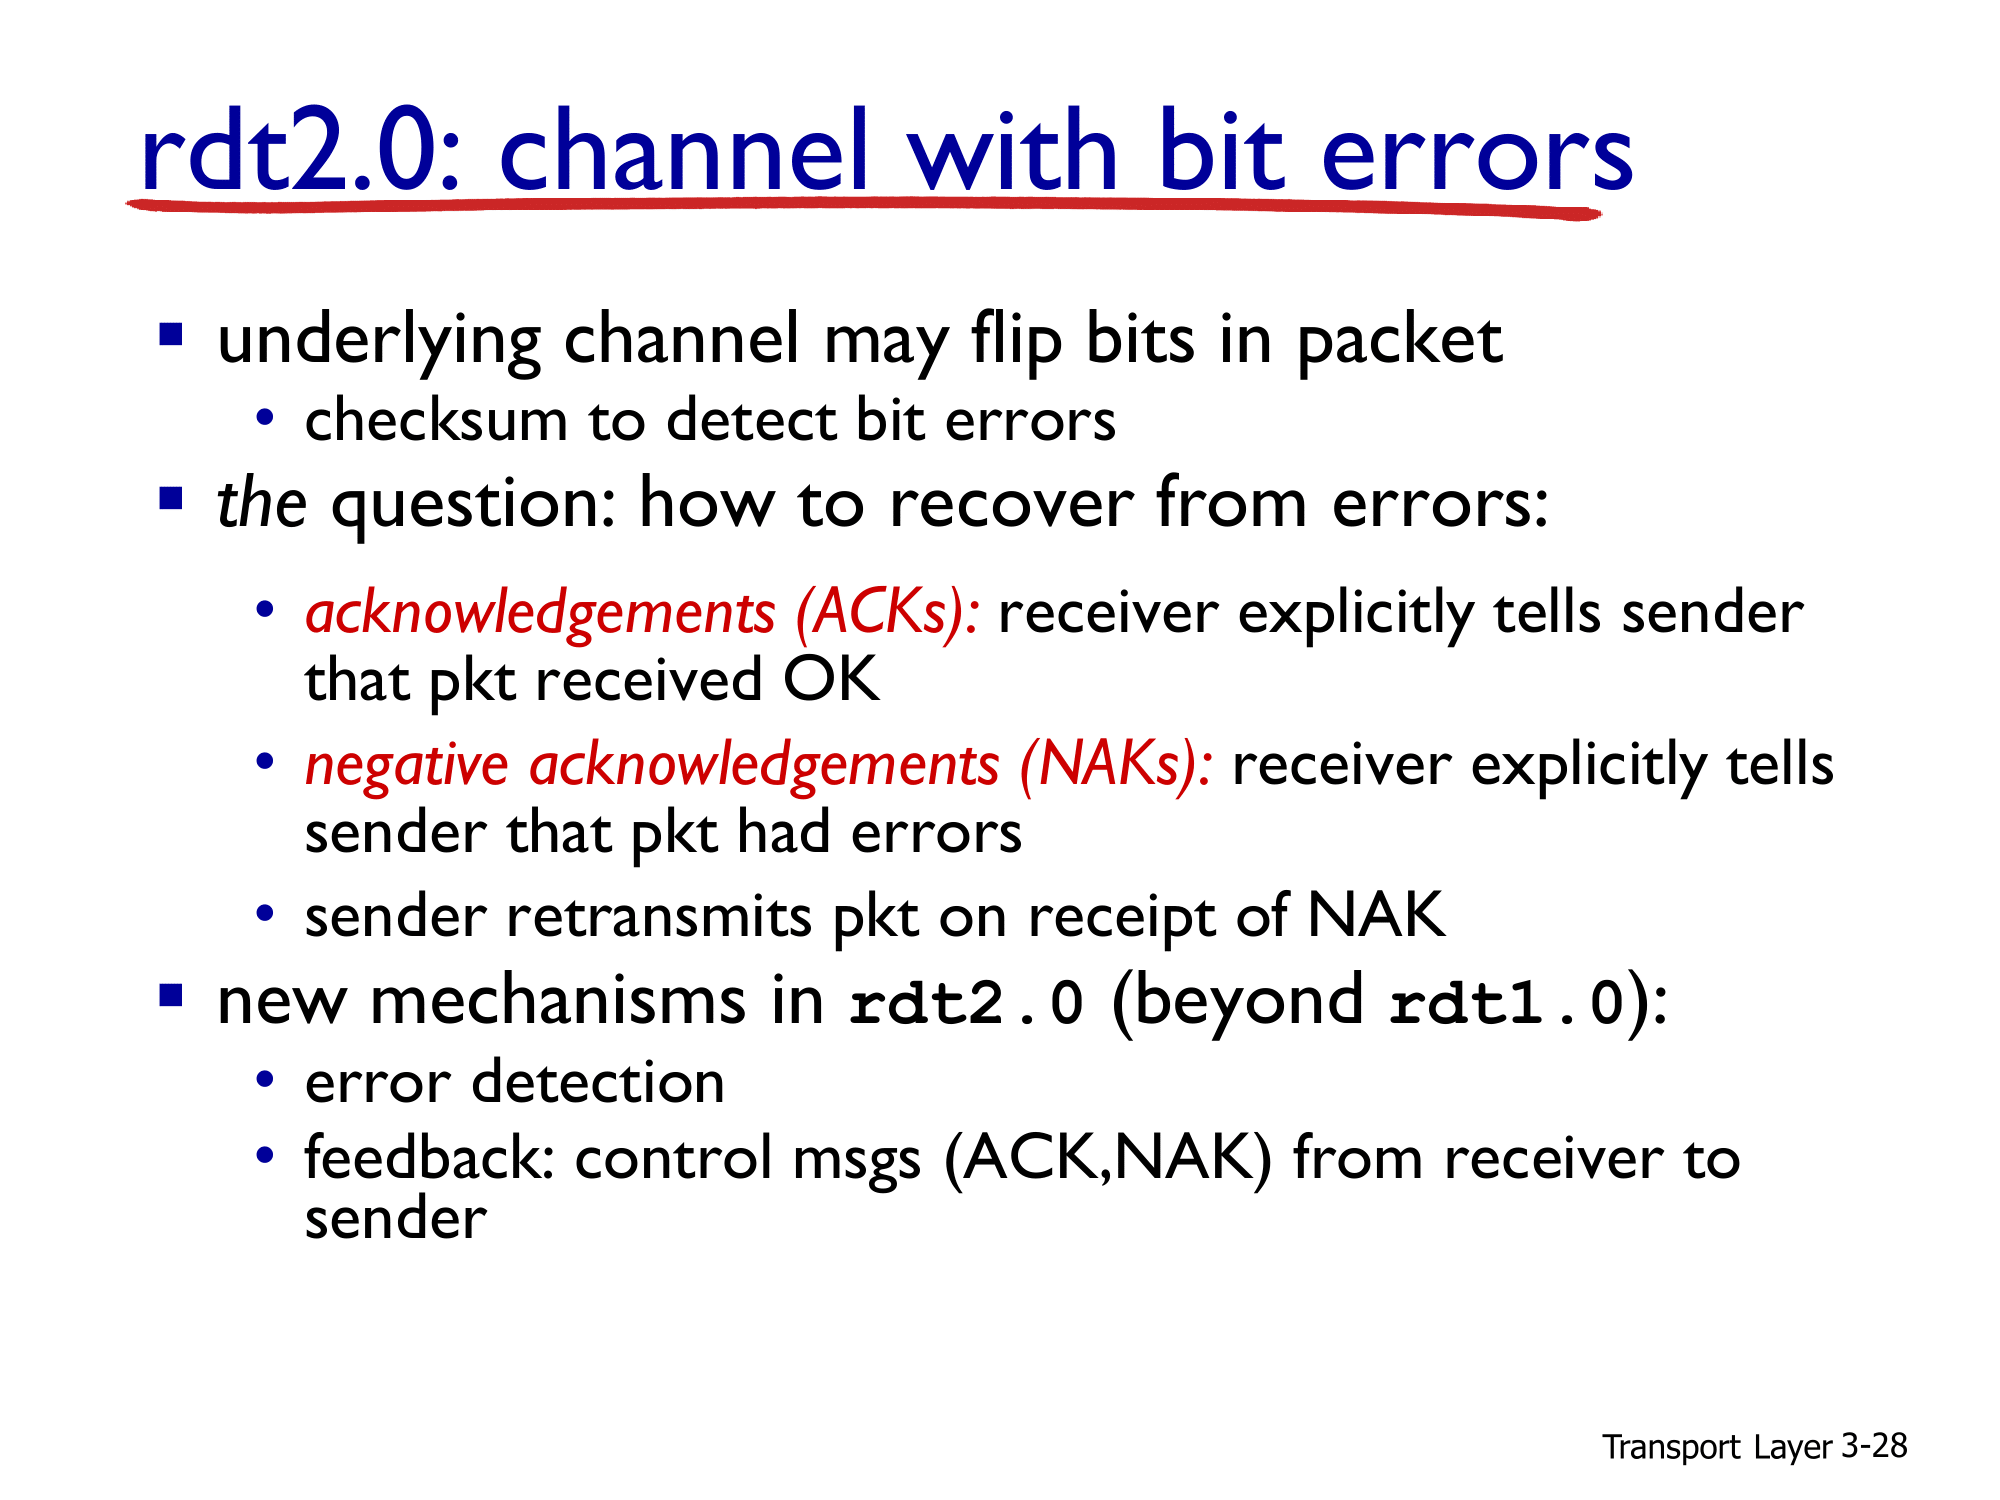 rdt2.0: channel with bit errors
underlying channel may flip bits in packet
checksum to detect bit errors
the question: how to recover from errors:
acknowledgements (ACKs): receiver explicitly tells sender
that pkt received OK
negative acknowledgements (NAKs): receiver explicitly tells
sender that pkt had errors
sender retransmits pkt on receipt of NAK
new mechanisms in rdt2.0 (beyond rdt1.0):
error detection
feedback: control msgs (ACK,NAK) from receiver to
sender
Transport Layer 3-28